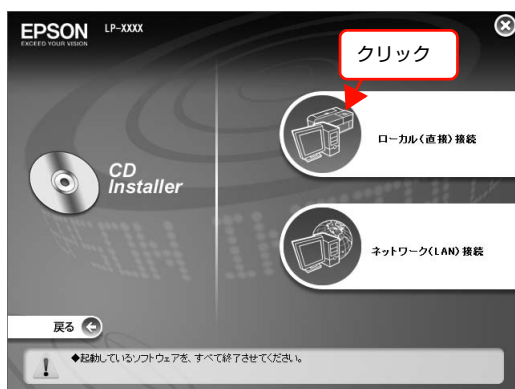 EPSON LP-XXXX
EXCEED YOUR VISION
クリック
ローカル(直接)接続
CD
Installer
ネットワーク(LAN)接続
戻る
◆起動しているソフトウェアを、すべて終了させてください。